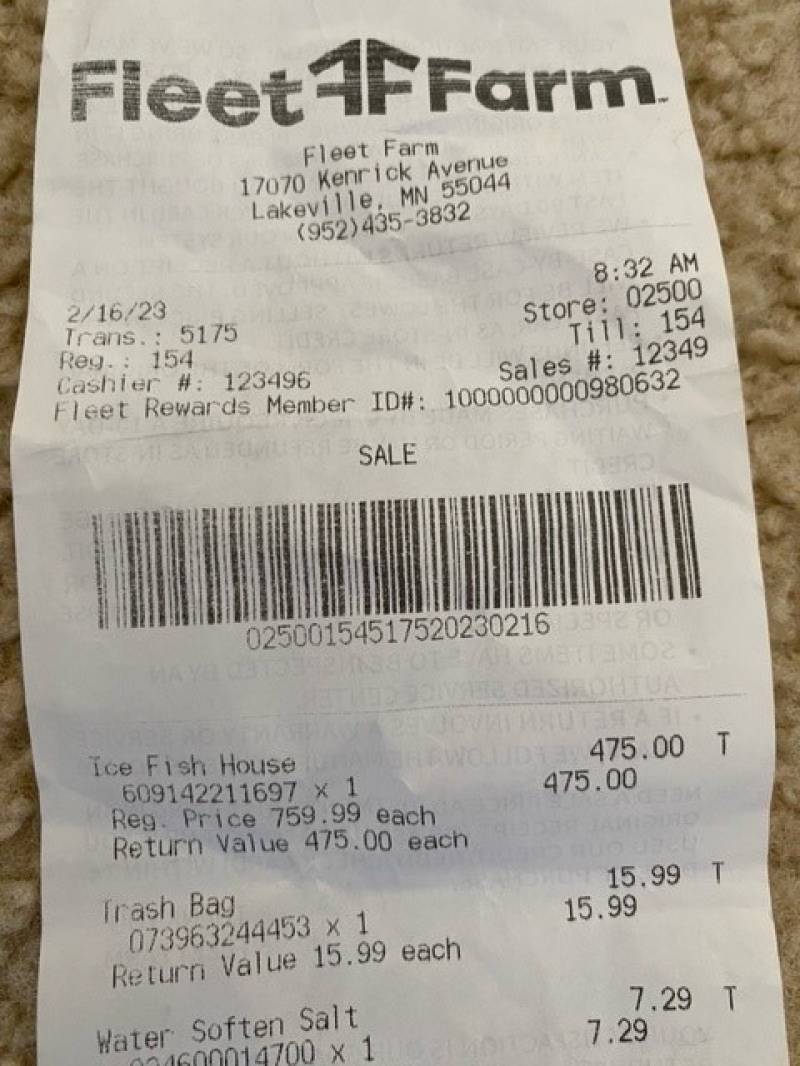 Fleet Farm
Fleet Farm
17070 Kenrick Avenue
Lakeville, MN 55044
(952)435-3832
2/16/23 8:32 AM
Trans.: 5175 Store: 02500
Reg.: 154 Till: 154
Cashier #: 123496 Sales #: 12349
Fleet Rewards Member ID#: 1000000000980632
SALE
02500154517520230216
Ice Fish House 475.00 T
609142211697 x 1 475.00
Reg. Price 759.99 each
Return Value 475.00 each
Trash Bag 15.99 T
073963244453 x 1 15.99
Return Value 15.99 each
Water Soften Salt 7.29 T
024600014700 x 1 7.29